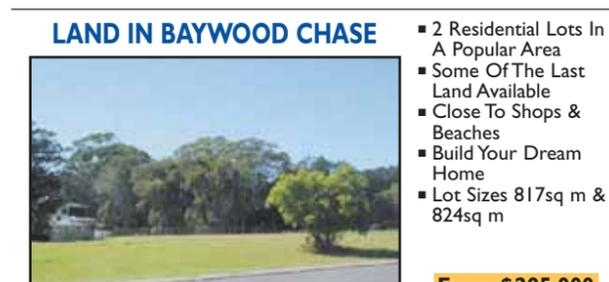 LAND IN BAYWOOD CHASE
▪ 2 Residential Lots In
A Popular Area
▪ Some Of The Last
Land Available
▪ Close To Shops &
Beaches
▪ Build Your Dream
Home
▪ Lot Sizes 817sq m &
824sq m